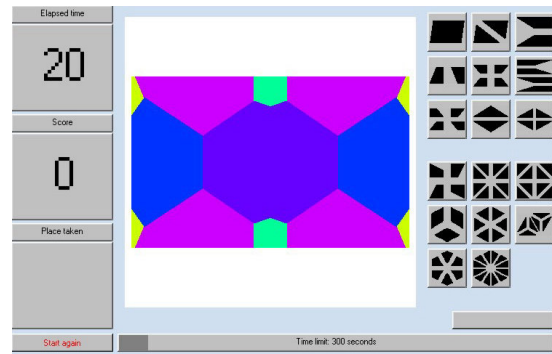 Elapsed time
20
Score
0
Place taken
Start again
Time limit: 300 seconds